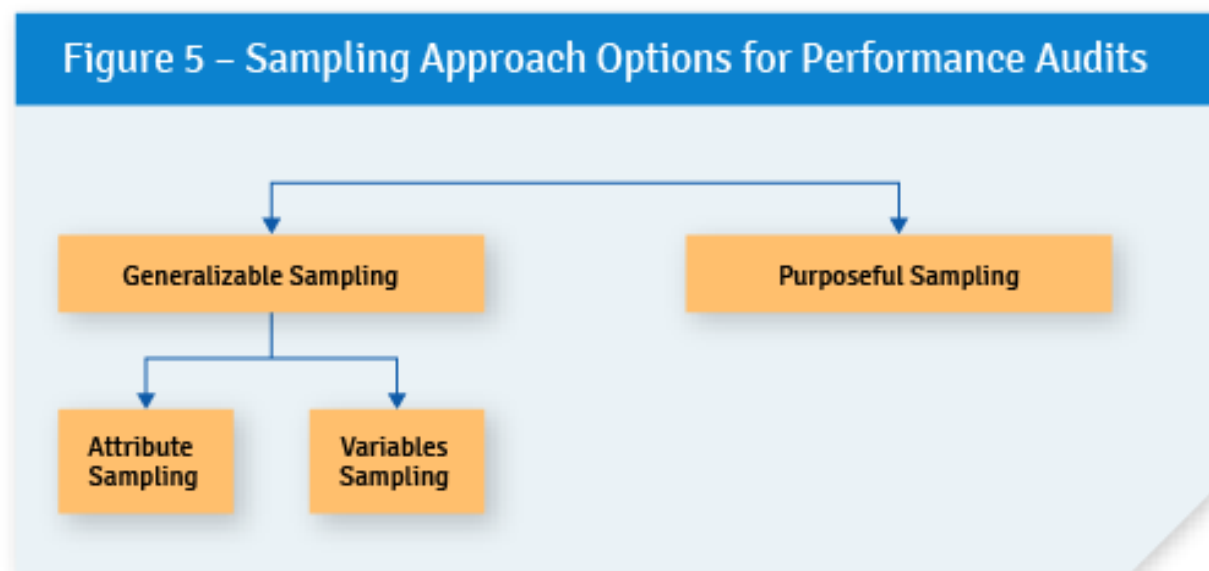 Figure 5 – Sampling Approach Options for Performance Audits
Generalizable Sampling
Purposeful Sampling
Attribute
Sampling
Variables
Sampling